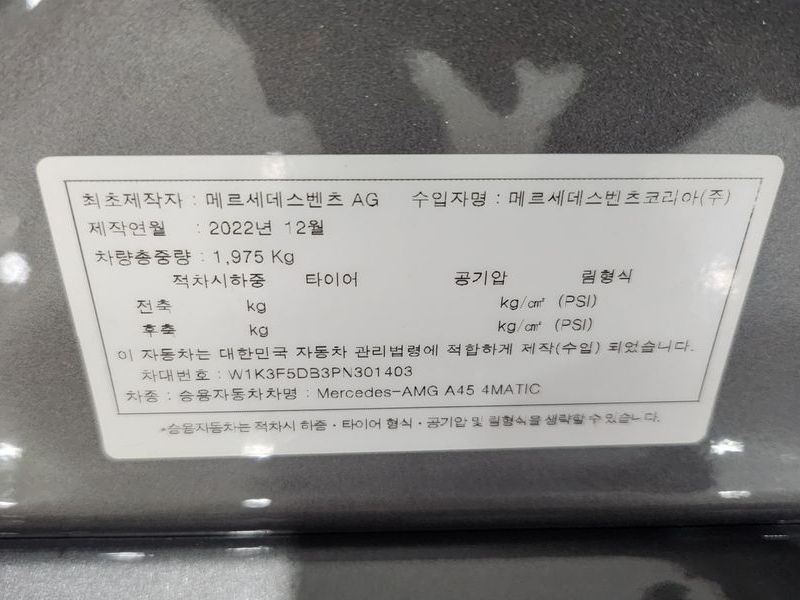 최초제작자 : 메르세데스벤츠 AG 수입자명 : 메르세데스벤츠코리아(주)
제작연월 : 2022년 12월
차량총중량 : 1,975 Kg
적차시하중 타이어 공기압 림형식
전축 kg kg/㎠ (PSI)
후축 kg kg/㎠ (PSI)
이 자동차는 대한민국 자동차 관리법령에 적합하게 제작(수입) 되었습니다.
차대번호 : W1K3F5DB3PN301403
차종 : 승용자동차차명 : Mercedes-AMG A45 4MATIC
*승용자동차는 적차시 하중 · 타이어 형식 · 공기압 및 림형식을 생략할 수 있습니다.